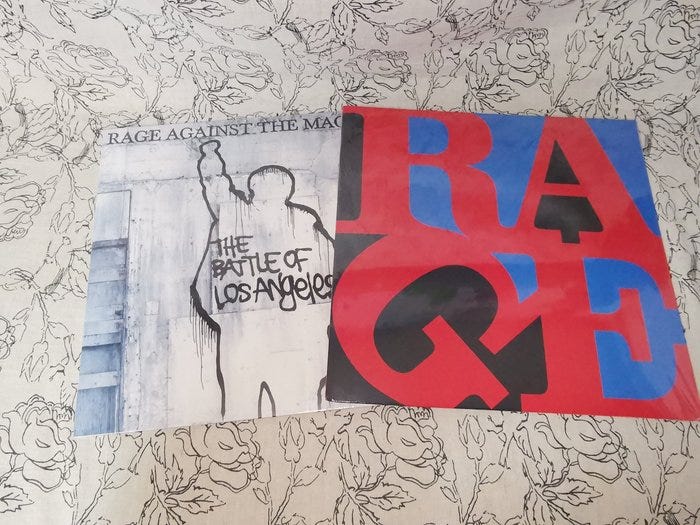 RAGE AGAINST THE MAC
THE
BATTLE OF
LOS ANgeles
RA
GE